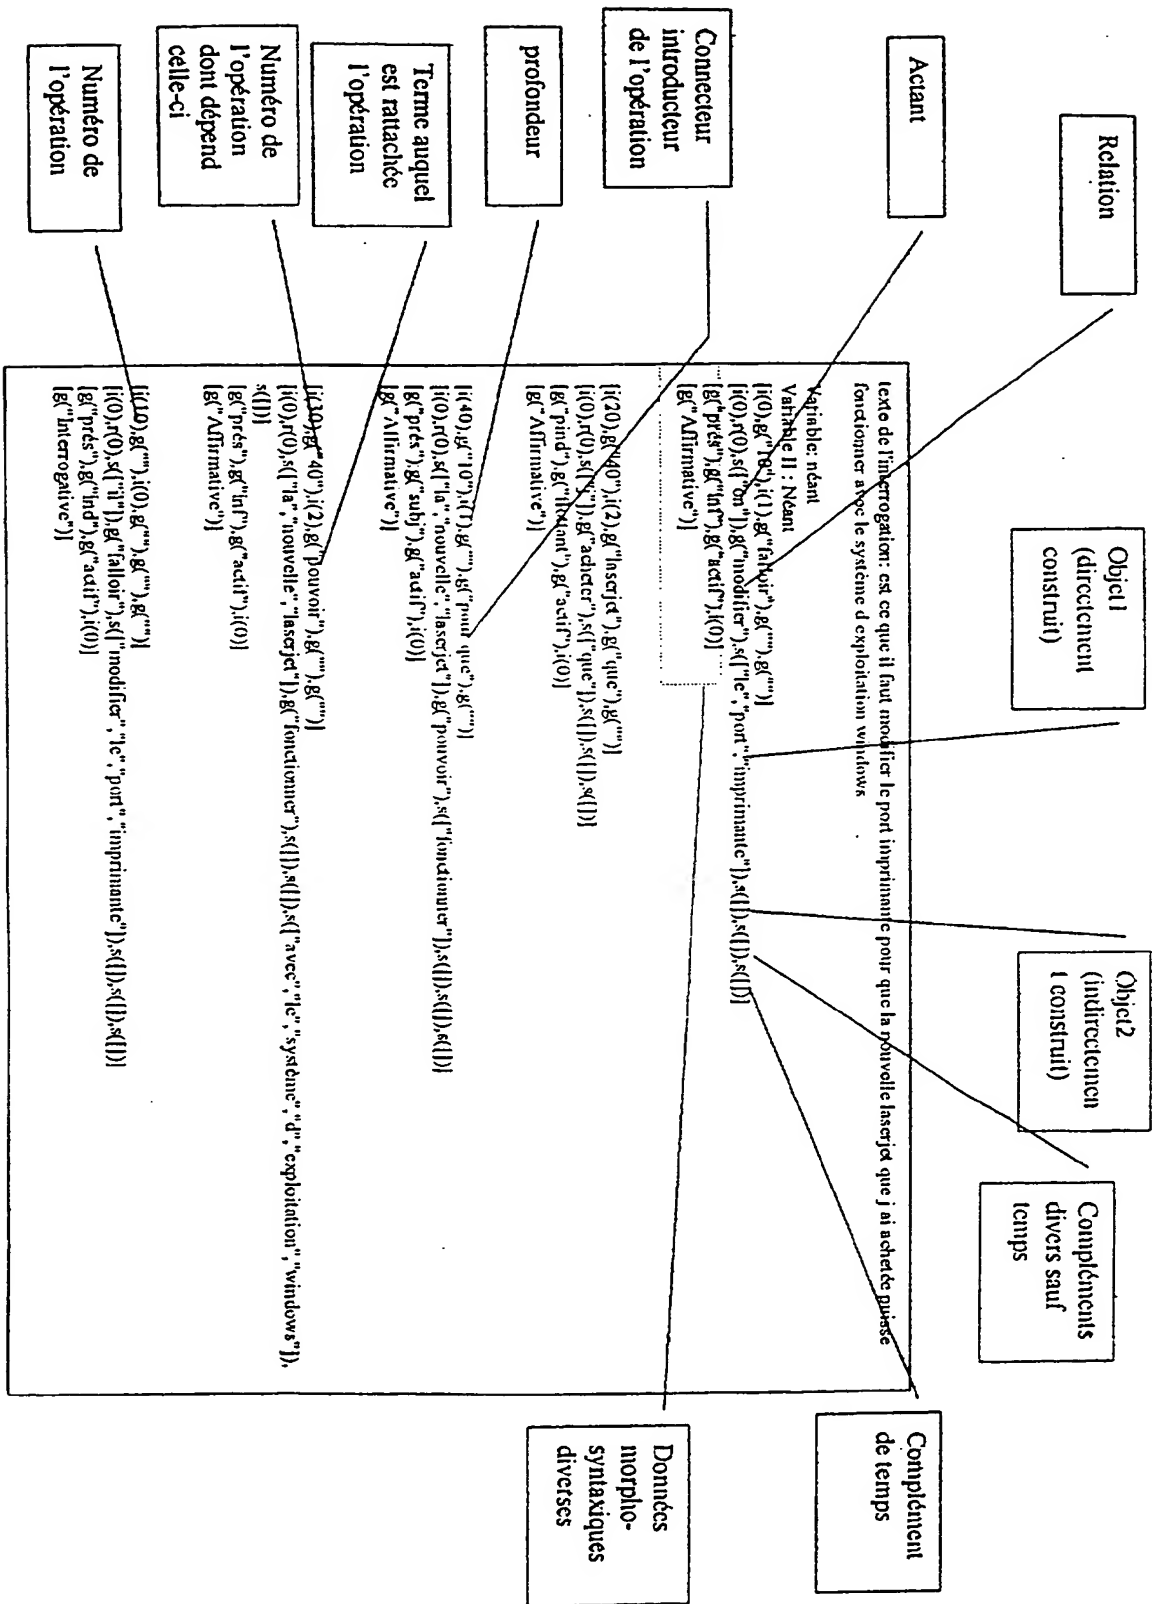 Relation
Actant
Connecteur
introducteur
de l'opération
profondeur
Terme auquel
est rattachée
l'opération
Numéro de
l'opération
dont dépend
celle-ci
Numéro de
l'opération
Objet1
(directement
construit)
Objet2
(indirectemen
t construit)
Compléments
divers sauf
temps
Complément
de temps
Données
morpho-
syntaxiques
diverses
texte de l'interrogation: est ce que il faut modifier le port imprimante pour que la nouvelle laserjet que j ai achetée puisse
fonctionner avec le système d exploitation windows
Variable: néant
Variable II : Néant
[i(0),g("10"),i(1),g("falloir"),g(""),g("")]
[i(0),r(0),s(["on"]),g("modifier"),s(["le","port","imprimante"]),s([]),s([]),s([])]
[g("prés"),g("inf"),g("actif"),i(0)]
[g("Affirmative")]
[i(20),g("40"),i(2),g("laserjet"),g("que"),g("")]
[i(0),r(0),s(["j"]),g("acheter"),s(["que"]),s([]),s([]),s([])]
[g("pind"),g("flottant"),g("actif"),i(0)]
[g("Affirmative")]
[i(40),g("10"),i(1),g(""),g("pour que"),g("")]
[i(0),r(0),s(["la","nouvelle","laserjet"]),g("pouvoir"),s(["fonctionner"]),s([]),s([]),s([])]
[g("prés"),g("subj"),g("actif"),i(0)]
[g("Affirmative")]
[i(30),g("40"),i(2),g("pouvoir"),g(""),g("")]
[i(0),r(0),s(["la","nouvelle","laserjet"]),g("fonctionner"),s([]),s([]),s(["avec","le","système","d","exploitation","windows"]),
s([])]
[g("prés"),g("inf"),g("actif"),i(0)]
[g("Affirmative")]
[i(10),g(""),i(0),g(""),g(""),g("")]
[i(0),r(0),s(["il"]),g("falloir"),s(["modifier","le","port","imprimante"]),s([]),s([]),s([])]
[g("prés"),g("ind"),g("actif"),i(0)]
[g("Interrogative")]